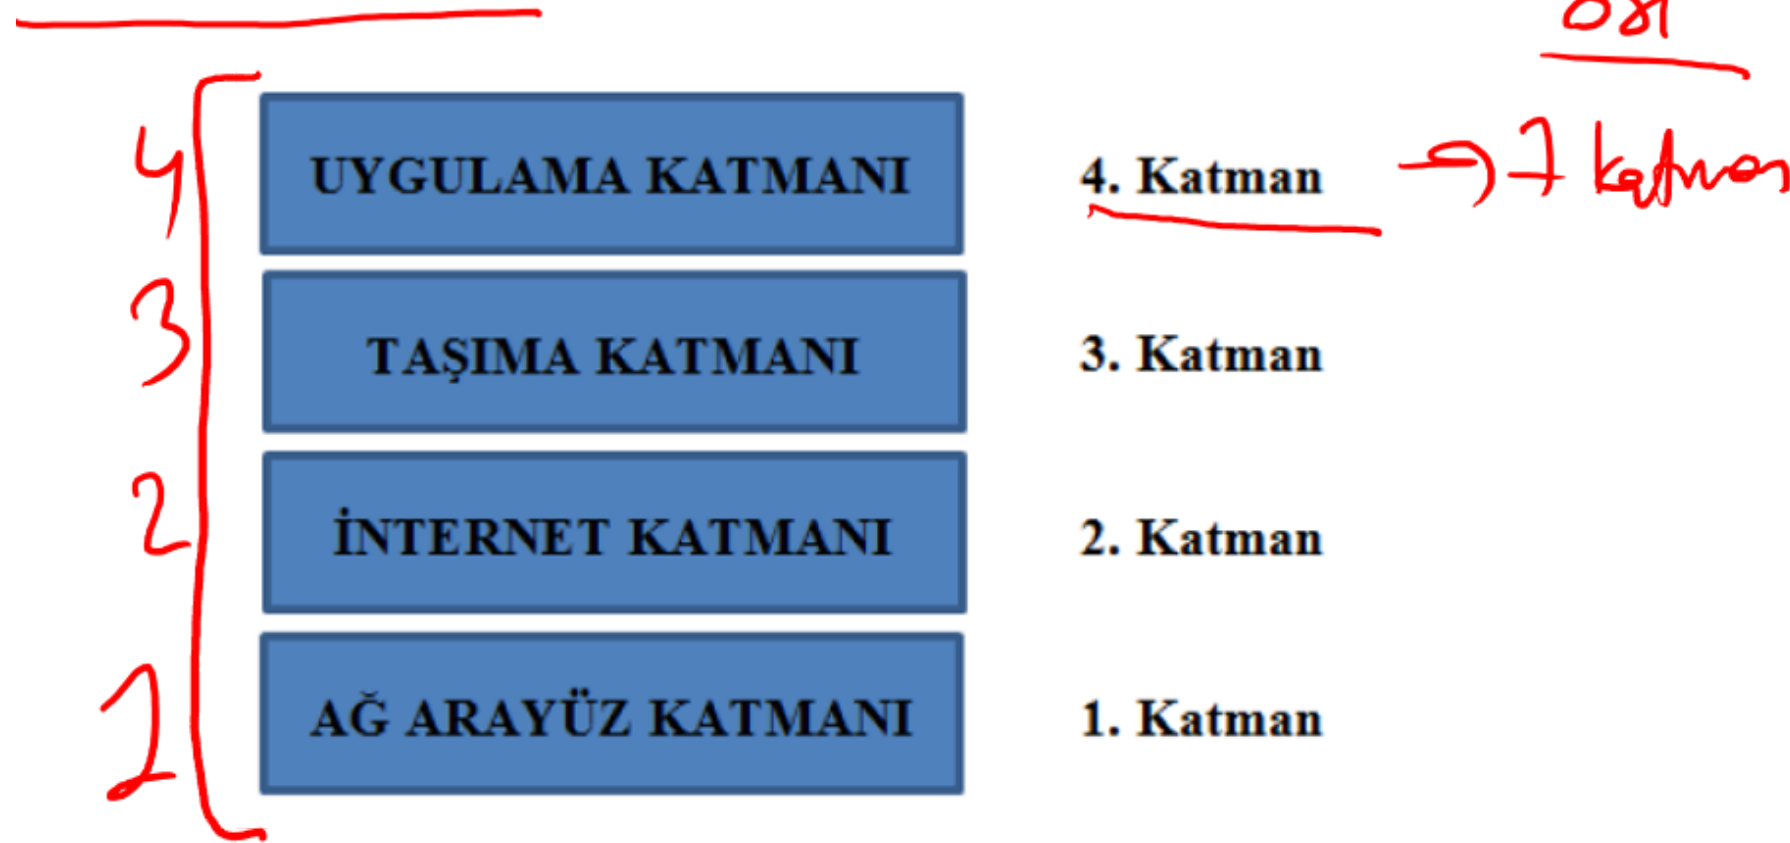 OSI
4 UYGULAMA KATMANI 4. Katman → 7 katman
3 TAŞIMA KATMANI 3. Katman
2 İNTERNET KATMANI 2. Katman
1 AĞ ARAYÜZ KATMANI 1. Katman